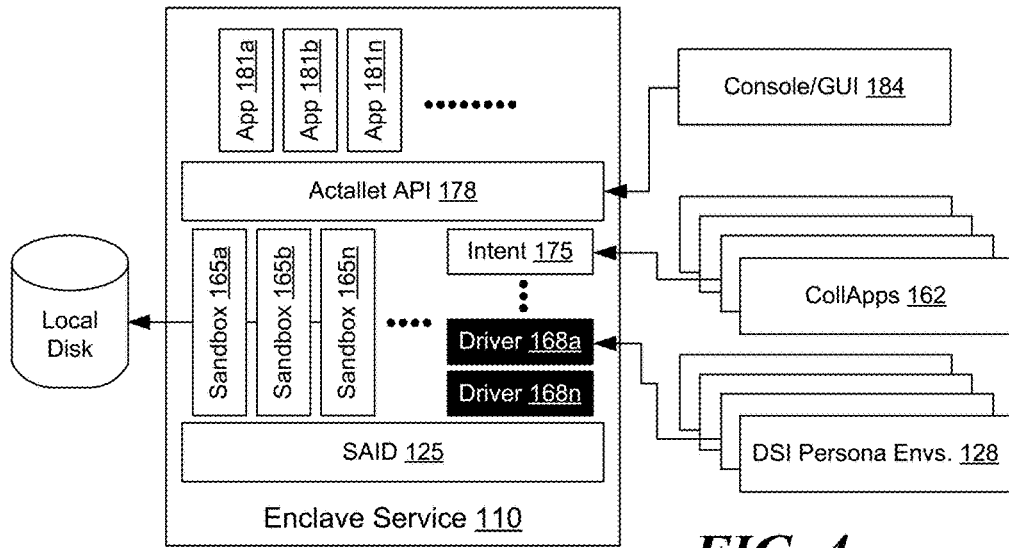 App 181a
App 181b
App 181n
Console/GUI 184
Actallet API 178
Sandbox 165a
Sandbox 165b
Sandbox 165n
Intent 175
CollApps 162
Local
Disk
Driver 168a
Driver 168n
SAID 125
DSI Persona Envs. 128
Enclave Service 110
FIG. 4